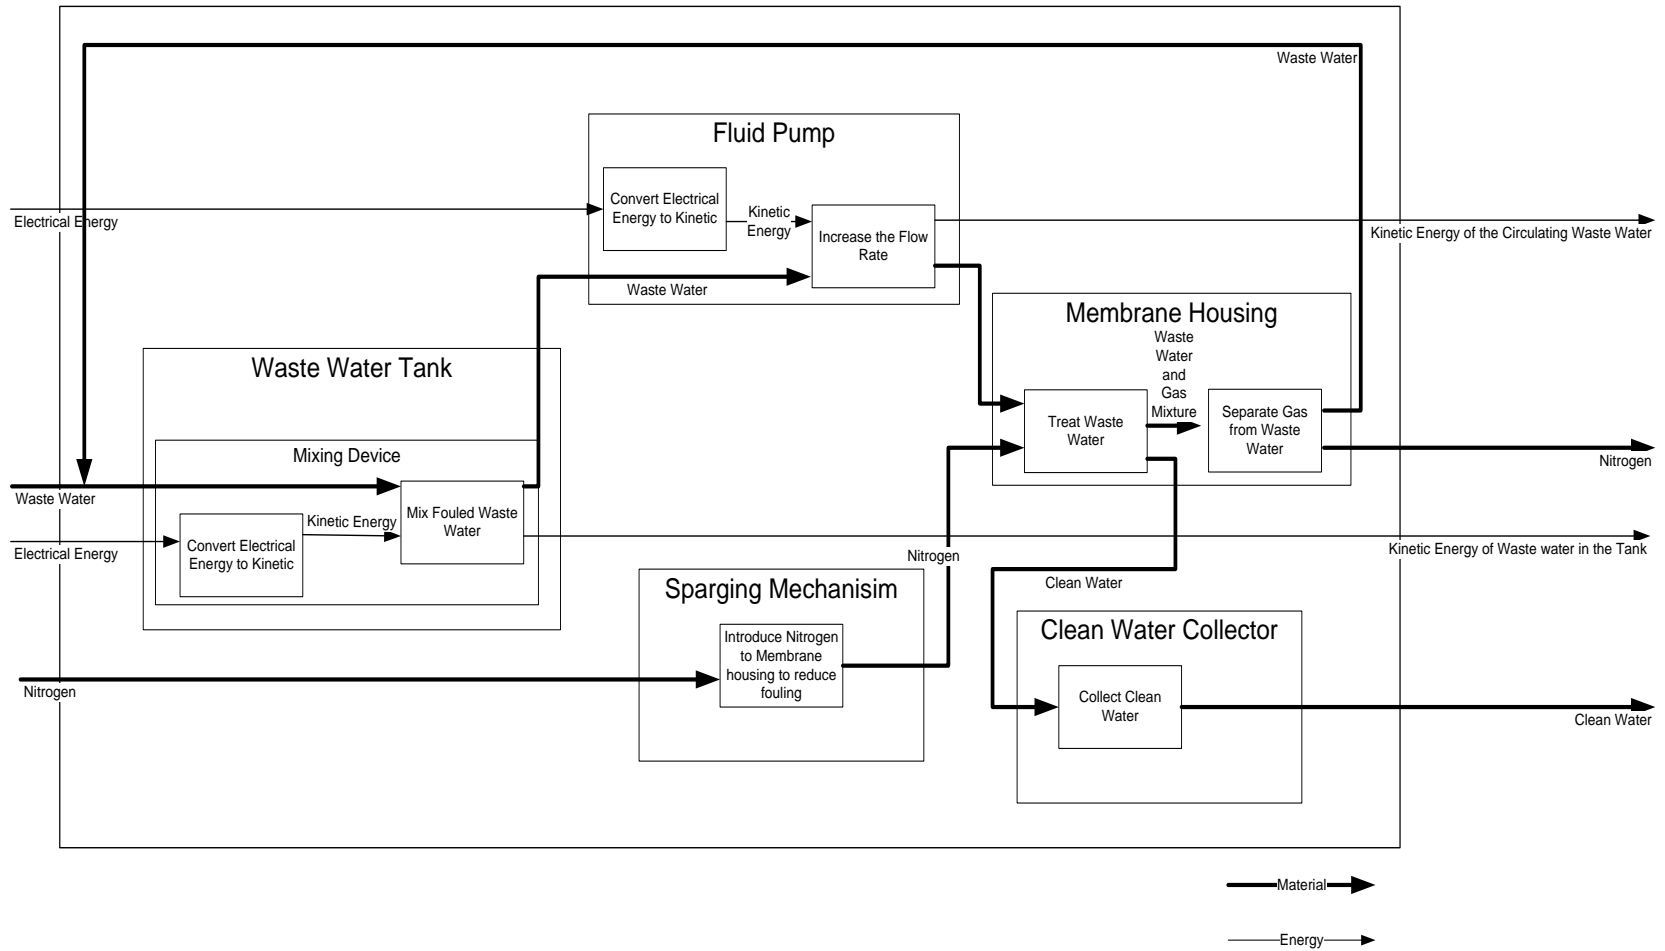 Waste Water
Fluid Pump
Convert Electrical
Energy to Kinetic
Kinetic
Energy
Increase the Flow
Rate
Electrical Energy
Kinetic Energy of the Circulating Waste Water
Waste Water
Membrane Housing
Waste
Water
and
Gas
Mixture
Treat Waste
Water
Separate Gas
from Waste
Water
Nitrogen
Waste Water Tank
Mixing Device
Waste Water
Kinetic Energy
Mix Fouled Waste
Water
Electrical Energy
Convert Electrical
Energy to Kinetic
Kinetic Energy of Waste water in the Tank
Nitrogen
Clean Water
Sparging Mechanisim
Introduce Nitrogen
to Membrane
housing to reduce
fouling
Nitrogen
Clean Water Collector
Collect Clean
Water
Clean Water
Material
Energy